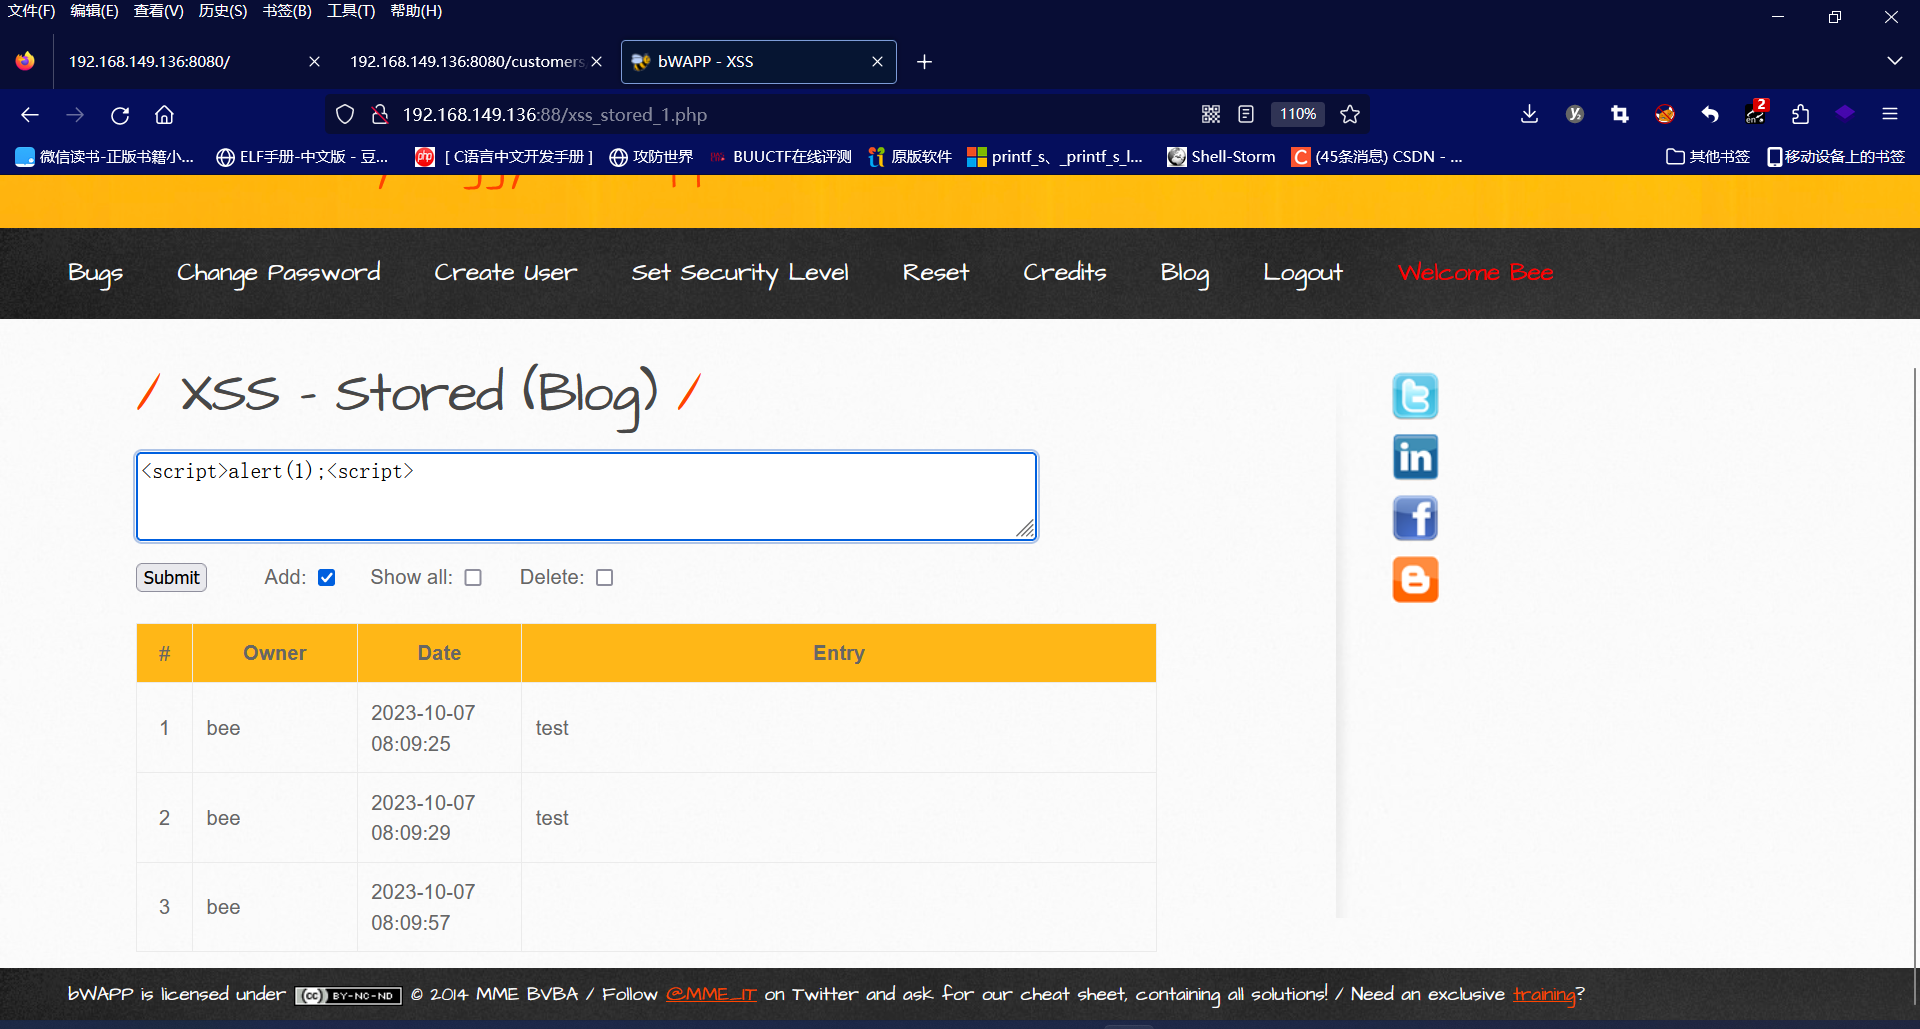 文件(F) 编辑(E) 查看(V) 历史(S) 书签(B) 工具(T) 帮助(H)
192.168.149.136:8080/ 192.168.149.136:8080/customers bWAPP - XSS
192.168.149.136:88/xss_stored_1.php 110% 2
微信读书-正版书籍小... ELF手册-中文版 - 豆... [ C语言中文开发手册 ] 攻防世界 BUUCTF在线评测 原版软件 printf_s、_printf_s_l... Shell-Storm (45条消息) CSDN - ... 其他书签 移动设备上的书签
Bugs Change Password Create User Set Security Level Reset Credits Blog Logout Welcome Bee
/ XSS - Stored (Blog) /
<script>alert(1);<script>
Submit Add: Show all: Delete:
# Owner Date Entry
1 bee 2023-10-07 08:09:25 test
2 bee 2023-10-07 08:09:29 test
3 bee 2023-10-07 08:09:57
bWAPP is licensed under (cc) BY-NC-ND © 2014 MME BVBA / Follow @MME_IT on Twitter and ask for our cheat sheet, containing all solutions! / Need an exclusive training?